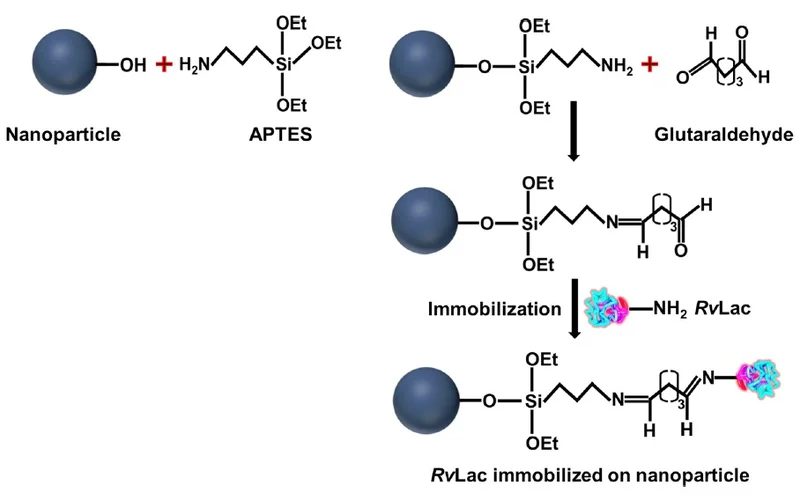 OEt
OH + H2N Si OEt
OEt
Nanoparticle APTES
OEt
O Si NH2 + O H 3 O H
OEt
Glutaraldehyde
OEt
O Si N H 3 O H
OEt
Immobilization NH2 RvLac
OEt
O Si N H 3 H N
OEt
RvLac immobilized on nanoparticle